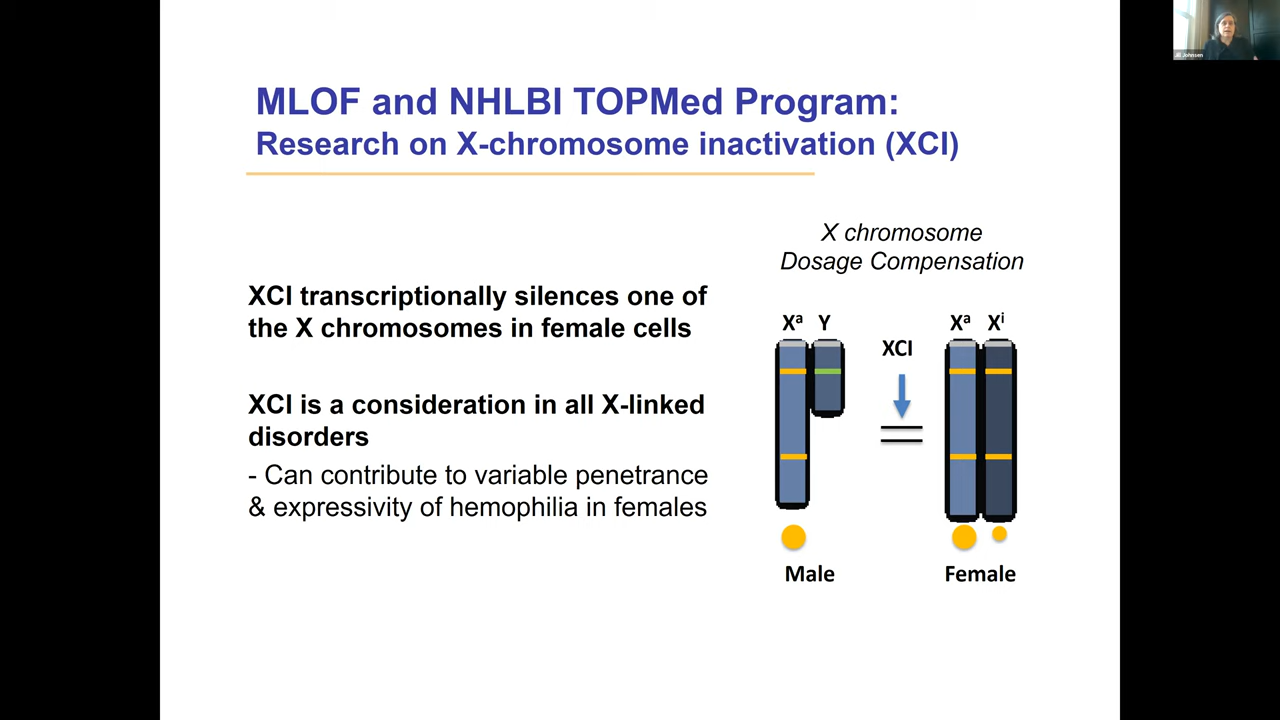 MLOF and NHLBI TOPMed Program:
Research on X-chromosome inactivation (XCI)
XCI transcriptionally silences one of
the X chromosomes in female cells
XCI is a consideration in all X-linked
disorders
- Can contribute to variable penetrance
& expressivity of hemophilia in females
X chromosome
Dosage Compensation
Xᵃ Y
XCI
Xᵃ Xⁱ
Male
Female
Jill Johnsen